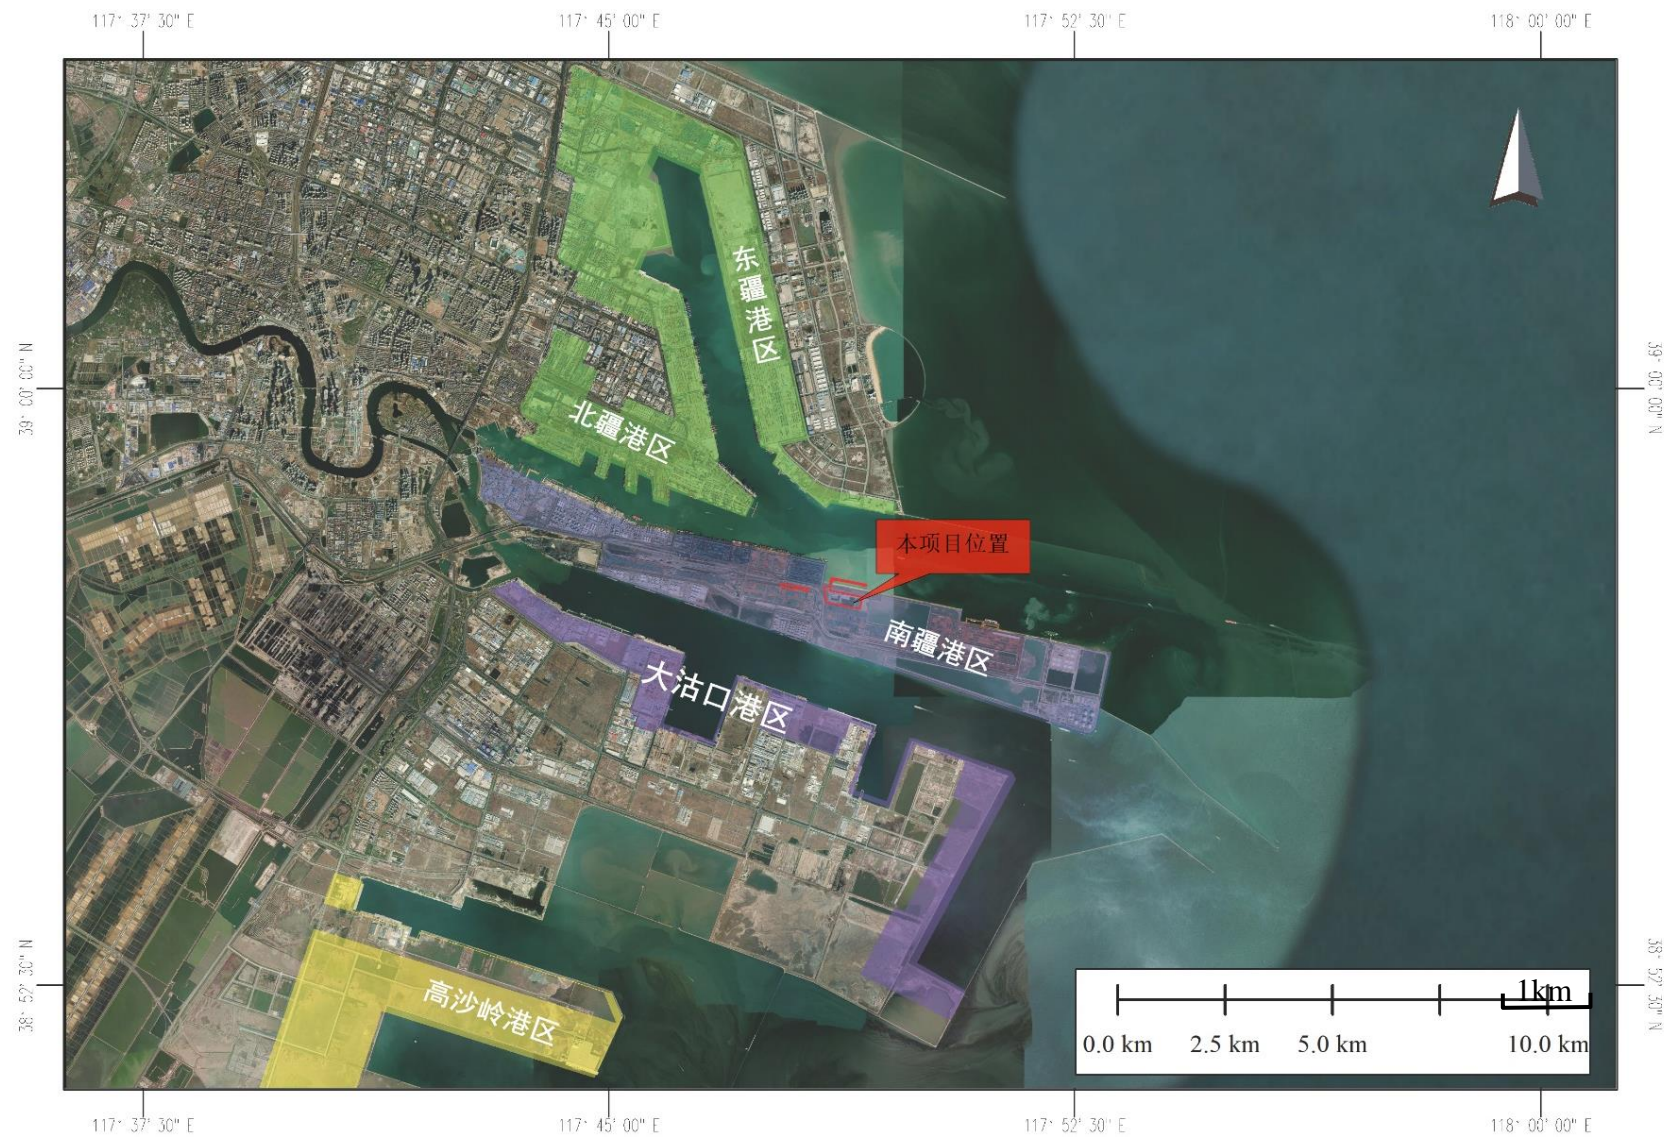 117° 37' 30" E
117° 45' 00" E
117° 52' 30" E
118° 00' 00" E
39° 00' 00" N
39° 00' 00" N
东疆港区
北疆港区
本项目位置
南疆港区
大沽口港区
高沙岭港区
38° 52' 30" N
38° 52' 30" N
1km
0.0 km
2.5 km
5.0 km
10.0 km
117° 37' 30" E
117° 45' 00" E
117° 52' 30" E
118° 00' 00" E